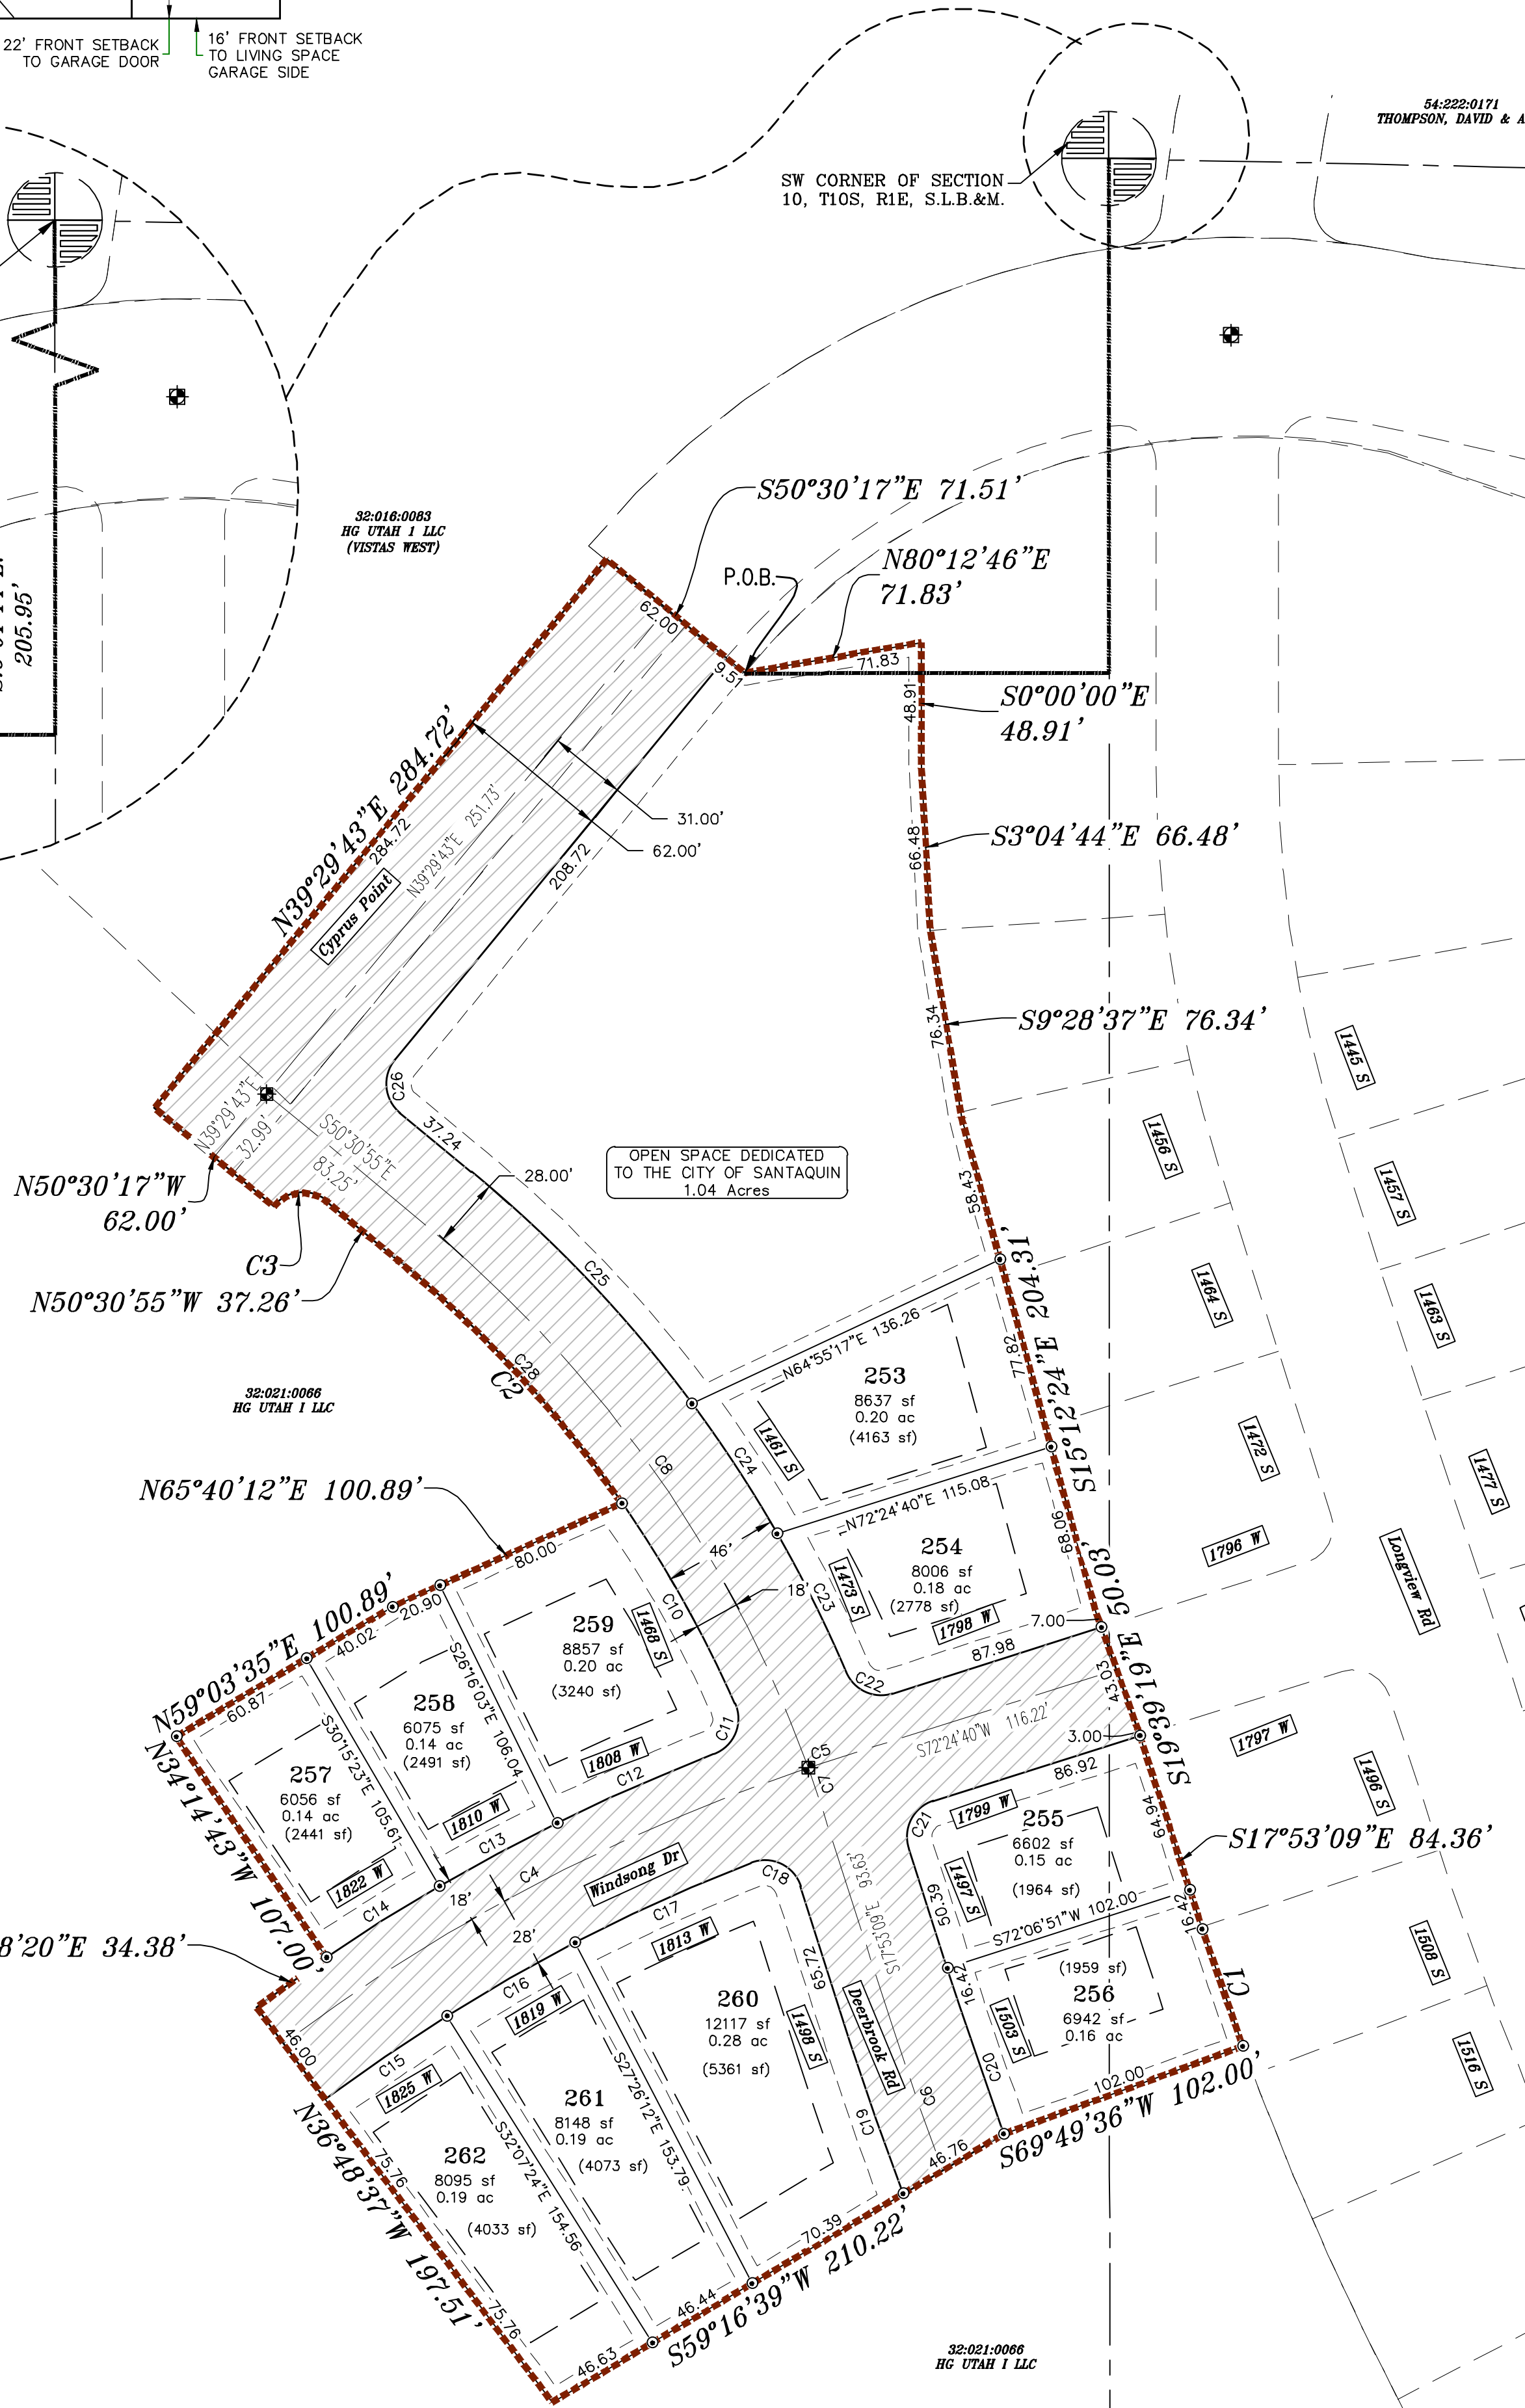 22' FRONT SETBACK
TO GARAGE DOOR
16' FRONT SETBACK
TO LIVING SPACE
GARAGE SIDE
54:222:0171
THOMPSON, DAVID & A
SW CORNER OF SECTION
10, T10S, R1E, S.L.B.&M.
32:016:0083
HG UTAH 1 LLC
(VISTAS WEST)
205.95'
S50°30'17"E 71.51'
P.O.B.
N80°12'46"E
71.83'
62.00
9.51
71.83
48.91
S0°00'00"E
48.91'
N39°29'43"E 284.72'
284.72
Cyprus Point
N39°29'43"E 251.73'
31.00'
62.00'
208.72
66.48
S3°04'44"E 66.48'
76.34
S9°28'37"E 76.34'
C26
37.24
N39°29'43"E
32.99'
S50°30'55"E
83.25'
28.00'
OPEN SPACE DEDICATED
TO THE CITY OF SANTAQUIN
1.04 Acres
N50°30'17"W
62.00'
C3
N50°30'55"W 37.26'
C25
58.43
S15°12'24"E 204.31'
77.82
N64°55'17"E 136.26
253
8637 sf
0.20 ac
(4163 sf)
1461 S
C28
C2
32:021:0066
HG UTAH I LLC
C8
C24
1445 S
1456 S
1457 S
1464 S
1463 S
1472 S
1477 S
1796 W
Longview Rd
N65°40'12"E 100.89'
80.00
46'
18'
C10
N72°24'40"E 115.08
68.06
254
8006 sf
0.18 ac
(2778 sf)
1473 S
C23
1798 W
7.00
87.98
C22
S19°39'19"E 50.03'
43.03
N59°03'35"E 100.89'
20.90
40.02
60.87
259
8857 sf
0.20 ac
(3240 sf)
1468 S
S26°16'03"E 106.04
258
6075 sf
0.14 ac
(2491 sf)
1808 W
C11
C12
C5
C7
S72°24'40"W 116.22'
3.00
86.92
1797 W
1496 S
N34°14'43"W 107.00'
S30°15'23"E 105.61
257
6056 sf
0.14 ac
(2441 sf)
1810 W
1822 W
C13
C14
C4
18'
28'
Windsong Dr
C21
1799 W
255
6602 sf
0.15 ac
(1964 sf)
64.94
S17°53'09"E 84.36'
1497 S
50.39
S72°06'51"W 102.00
16.42
8'20"E 34.38'
C18
C17
1813 W
S17°53'09"E 93.63'
65.72
16.42
(1959 sf)
256
6942 sf
0.16 ac
1503 S
C1
1508 S
1516 S
46.00
C16
1819 W
260
12117 sf
0.28 ac
(5361 sf)
1498 S
Deerbrook Rd
C20
C6
C19
102.00
S69°49'36"W 102.00'
C15
1825 W
N36°48'37"W 197.51'
75.76
261
8148 sf
0.19 ac
(4073 sf)
S27°26'12"E 153.79
262
8095 sf
0.19 ac
(4033 sf)
S32°07'24"E 154.56
46.76
70.39
S59°16'39"W 210.22'
46.44
75.76
46.63
32:021:0066
HG UTAH I LLC